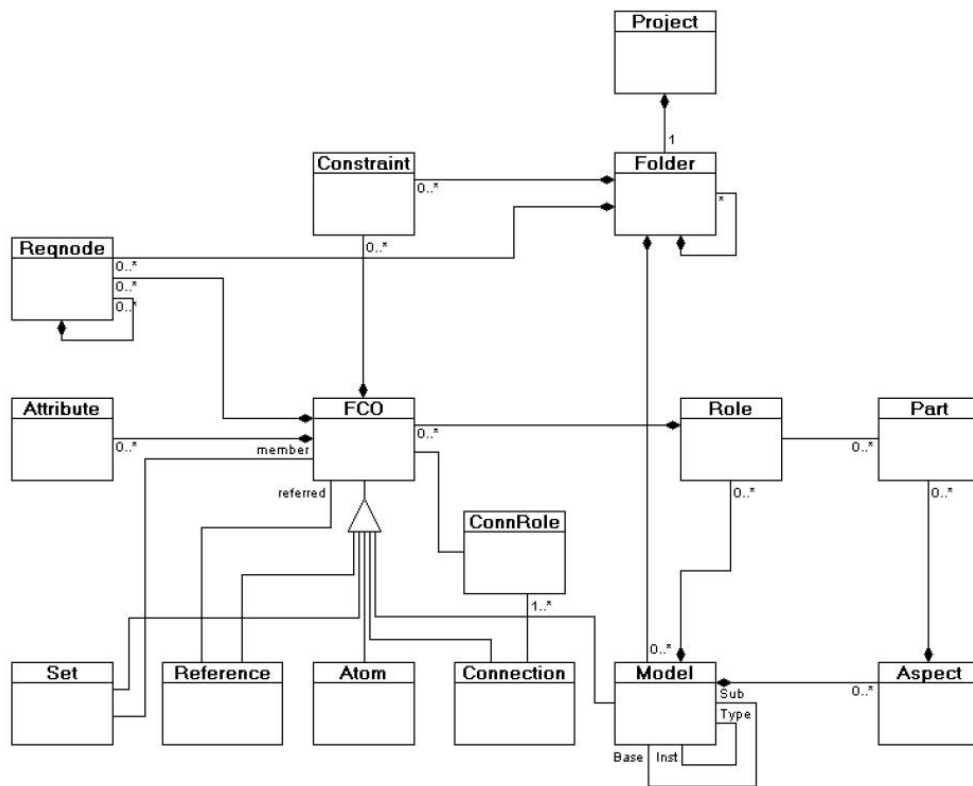 Project
1
Constraint
Folder
0..*
*
0..*
Reqnode
0..*
0..*
0..*
Attribute
FCO
Role
Part
0..*
member
0..*
0..*
referred
0..*
0..*
ConnRole
1..*
0..*
Set
Reference
Atom
Connection
Model
Aspect
Sub
0..*
Type
Base
Inst